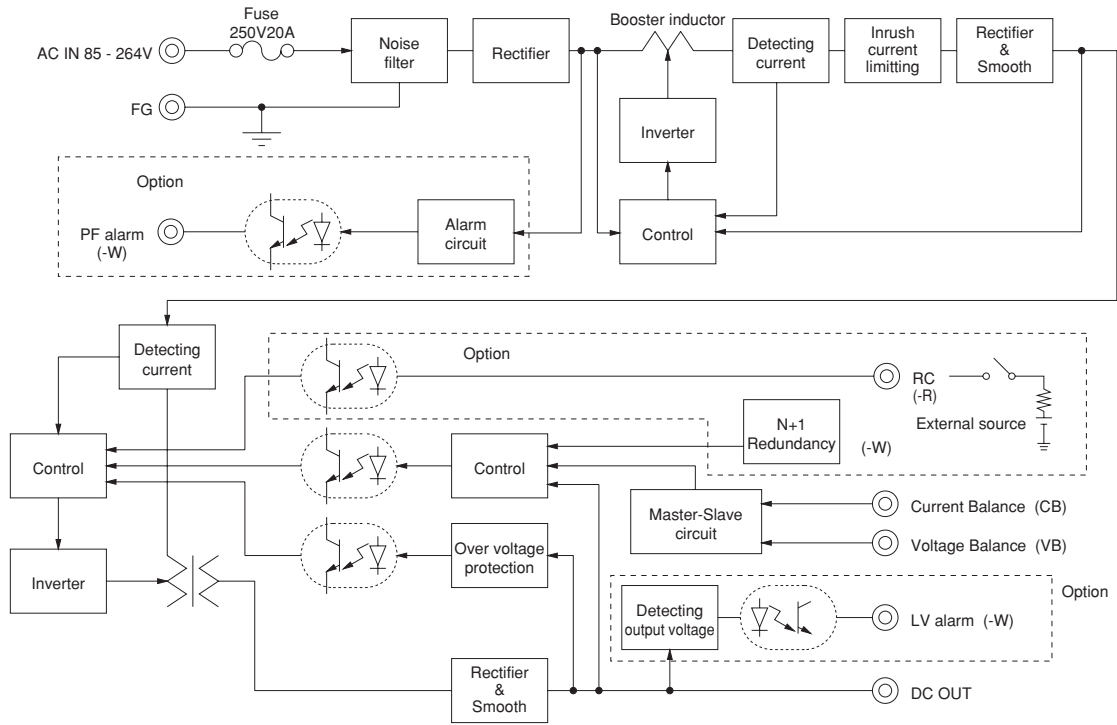 Fuse
250V20A
AC IN 85 - 264V
Noise
filter
Rectifier
Booster inductor
Detecting
current
Inrush
current
limitting
Rectifier
&
Smooth
FG
Inverter
Option
PF alarm
(-W)
Alarm
circuit
Control
Detecting
current
Option
RC
(-R)
External source
N+1
Redundancy
(-W)
Control
Control
Master-Slave
circuit
Current Balance (CB)
Voltage Balance (VB)
Inverter
Over voltage
protection
Option
Detecting
output voltage
LV alarm (-W)
Rectifier
&
Smooth
DC OUT